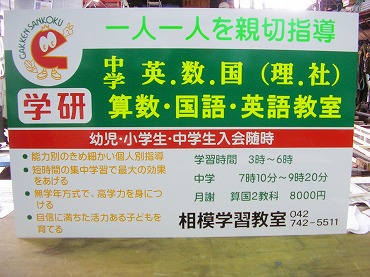 GAKKEN SANKOKU
一人一人を親切指導
学研
中学 英.数.国(理.社)
算数・国語・英語教室
幼児・小学生・中学生入会随時
● 能力別のきめ細かい個人別指導
● 短時間の集中学習で最大の効果
をあげる
● 無学年方式で、高学力を身につ
ける
● 自信に満ちた活力ある子どもを
育てる
学習時間 3時〜6時
中学 7時10分〜9時20分
月謝 算国2教科 8000円
相模学習教室 042
742-5511